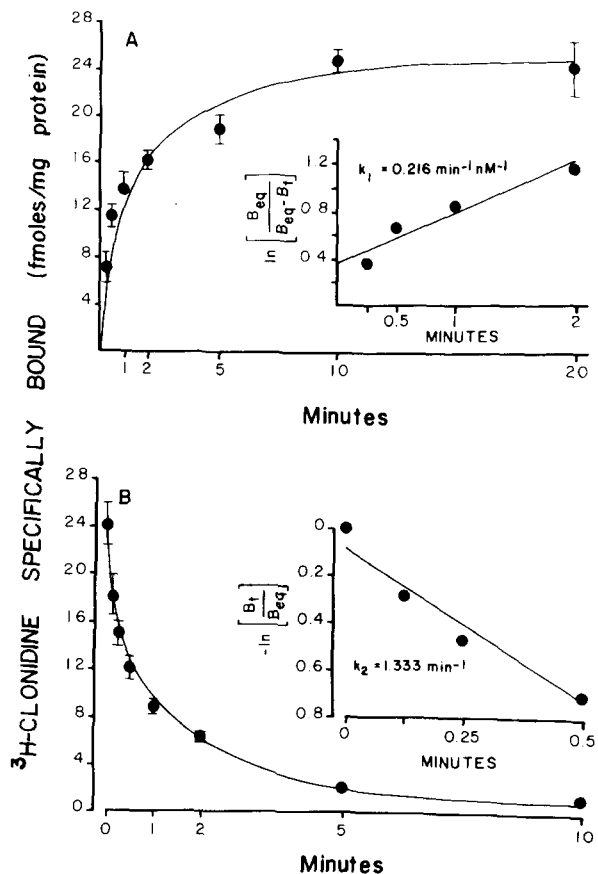 ³H-CLONIDINE SPECIFICALLY BOUND (fmoles/mg protein)
A
28
24
20
16
12
8
4
1 2 5 10 20
Minutes
ln [Beq / Beq-Bt]
k₁ = 0.216 min⁻¹ nM⁻¹
1.2
0.8
0.4
0.5 1 2
MINUTES
B
28
24
20
16
12
8
4
0
0 1 2 5 10
Minutes
-ln [Bt / Beq]
0
0.2
0.4
0.6
0.8
k₂ = 1.333 min⁻¹
0 0.25 0.5
MINUTES